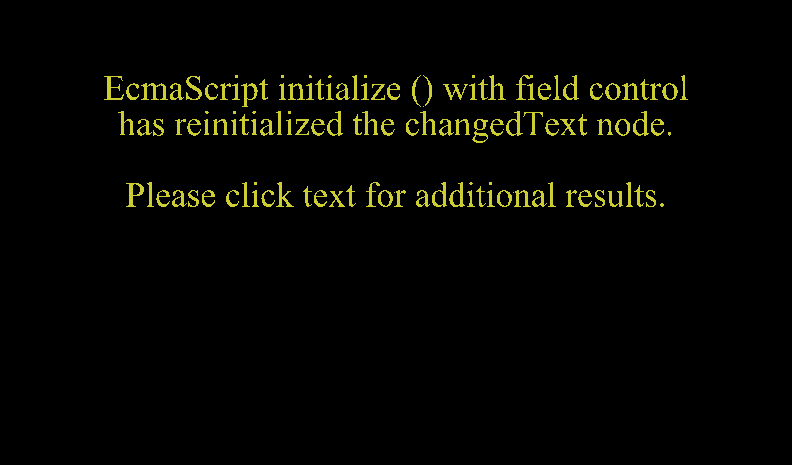 EcmaScript initialize () with field control
has reinitialized the changedText node.
Please click text for additional results.